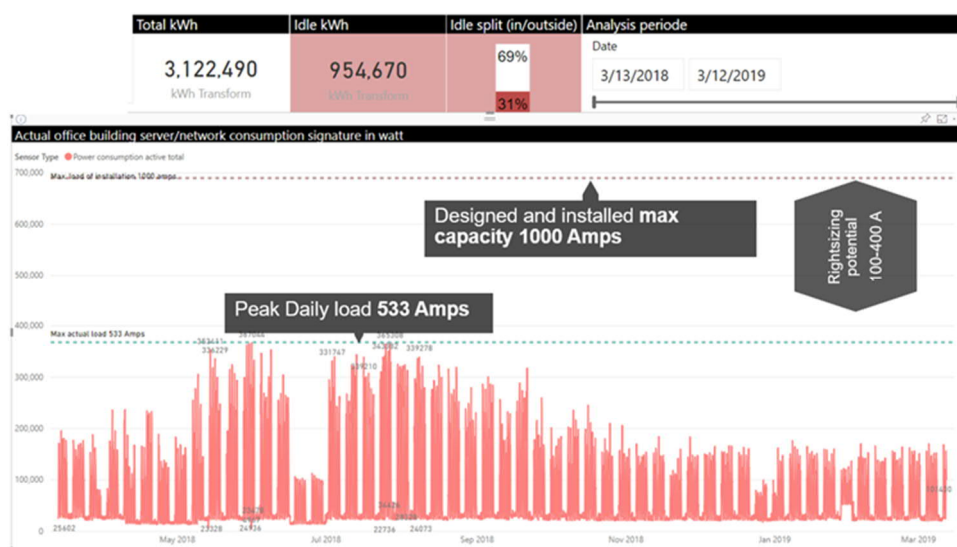 Total kWh
Idle kWh
Idle split (in/outside)
Analysis periode
3,122,490
kWh Transform
954,670
kWh Transform
69%
31%
Date
3/13/2018
3/12/2019
Actual office building server/network consumption signature in watt
Sensor Type Power consumption active total
700,000
Max load of installation 1000 amps
Designed and installed max
capacity 1000 Amps
Rightsizing
potential
100-400 A
600,000
500,000
Peak Daily load 533 Amps
400,000
Max actual load 533 Amps
336229
331747
365308
339278
339210
300,000
200,000
100,000
0
25602
23328
24936
22736
24073
May 2018
Jul 2018
Sep 2018
Nov 2018
Jan 2019
Mar 2019